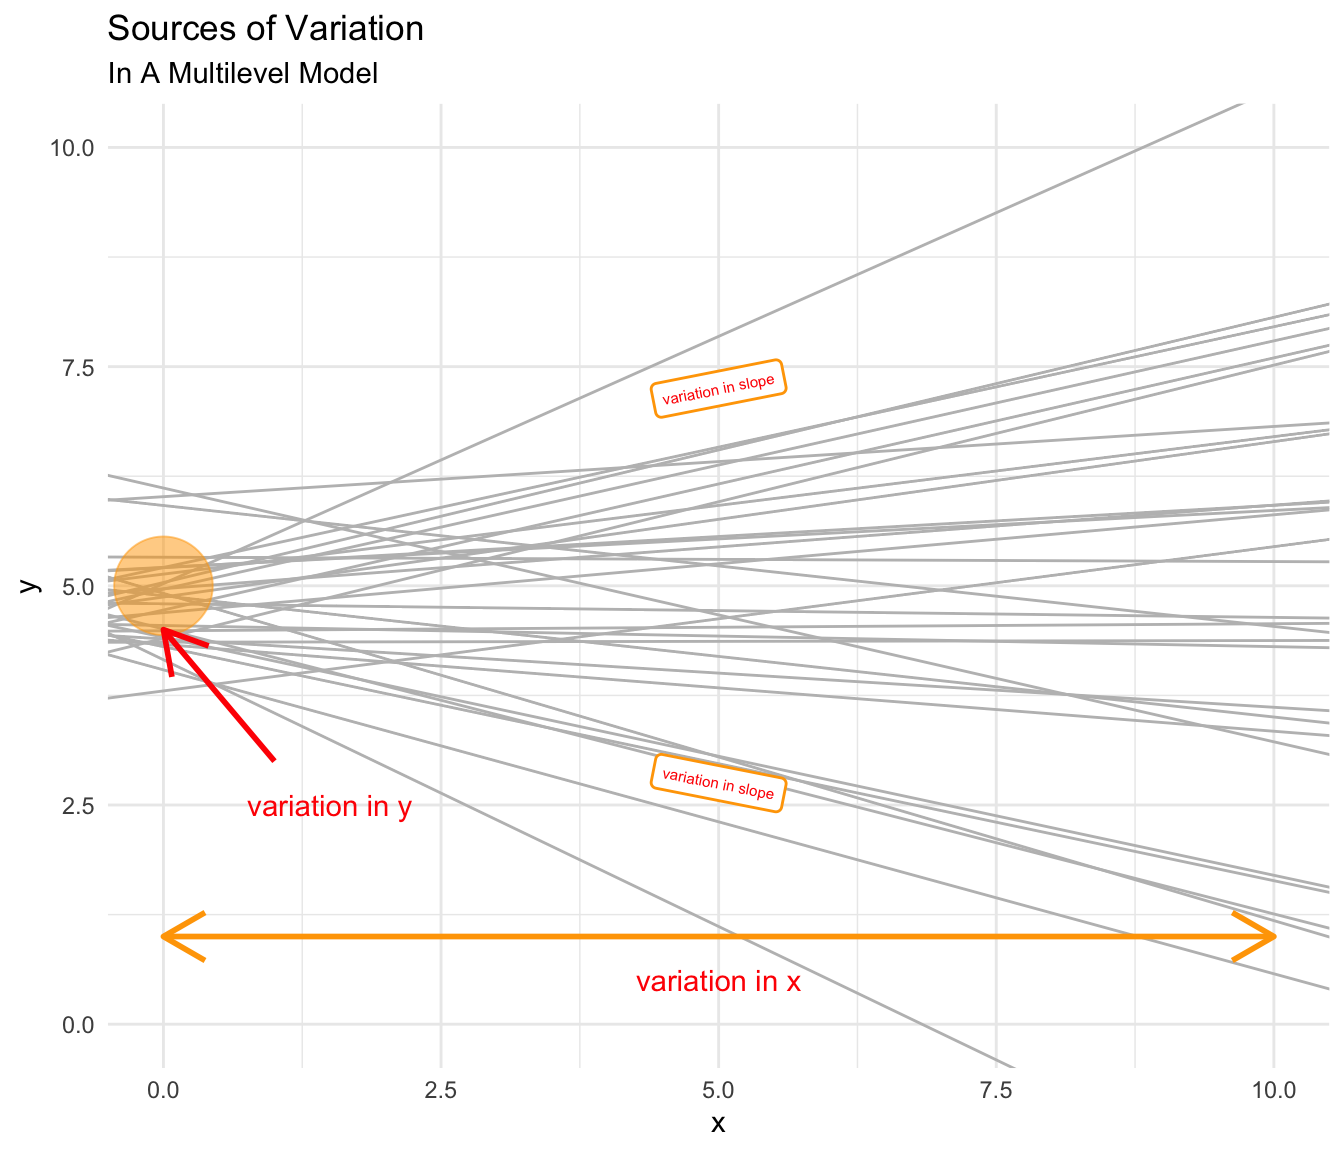 Sources of Variation
In A Multilevel Model
10.0
7.5
5.0
2.5
0.0
y
variation in slope
variation in slope
variation in y
variation in x
0.0 2.5 5.0 7.5 10.0
x